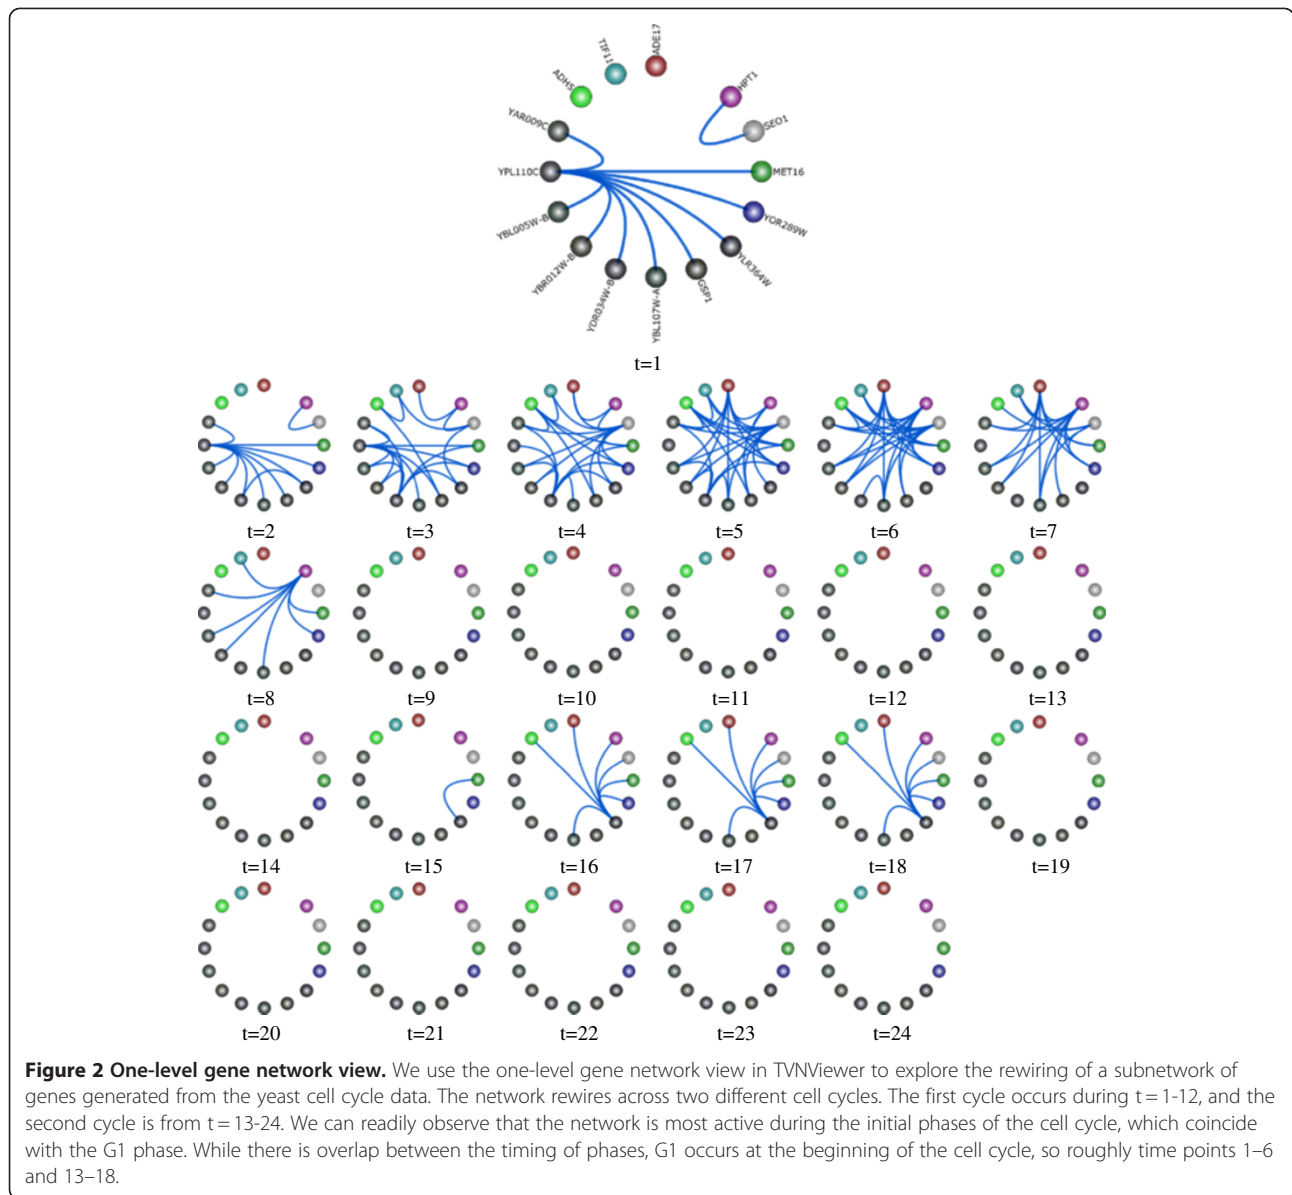 ADE17
TIF11
ADH5
HPT1
YAR009C
SEO1
YPL110C
MET16
YBL005W-B
YOR289W
YBR012W-B
YLR364W
YDR034W-B
YBL107W-A
GSP1
t=1
t=2 t=3 t=4 t=5 t=6 t=7
t=8 t=9 t=10 t=11 t=12 t=13
t=14 t=15 t=16 t=17 t=18 t=19
t=20 t=21 t=22 t=23 t=24
Figure 2 One-level gene network view. We use the one-level gene network view in TVNViewer to explore the rewiring of a subnetwork of
genes generated from the yeast cell cycle data. The network rewires across two different cell cycles. The first cycle occurs during t = 1-12, and the
second cycle is from t = 13-24. We can readily observe that the network is most active during the initial phases of the cell cycle, which coincide
with the G1 phase. While there is overlap between the timing of phases, G1 occurs at the beginning of the cell cycle, so roughly time points 1–6
and 13–18.